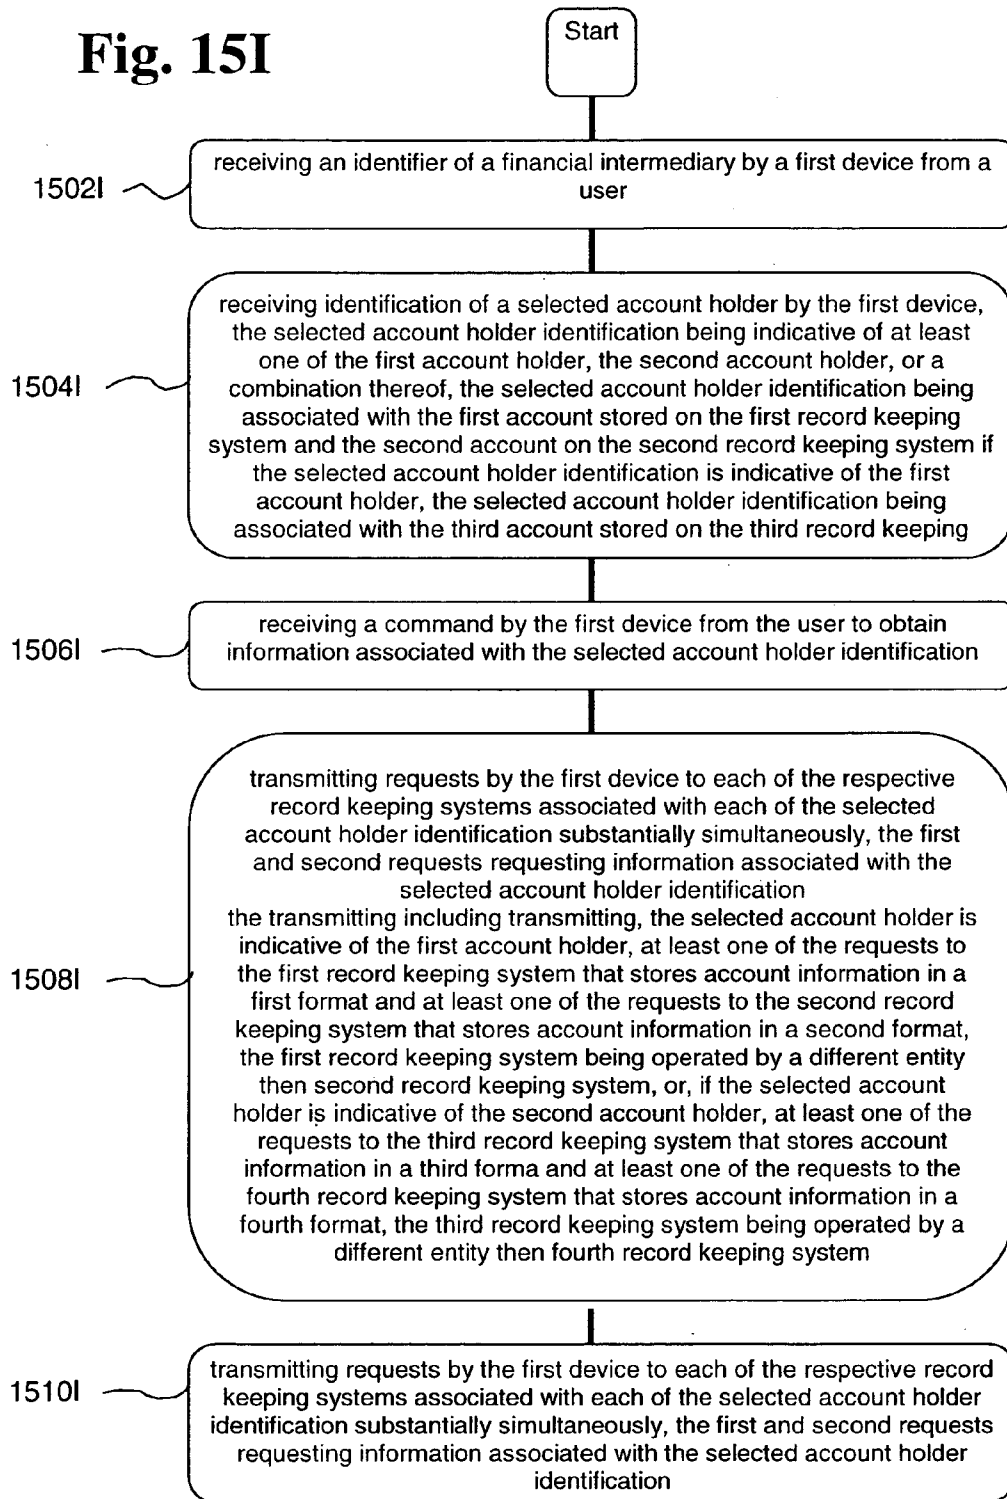 Fig. 15I
Start
1502I
receiving an identifier of a financial intermediary by a first device from a
user
1504I
receiving identification of a selected account holder by the first device,
the selected account holder identification being indicative of at least
one of the first account holder, the second account holder, or a
combination thereof, the selected account holder identification being
associated with the first account stored on the first record keeping
system and the second account on the second record keeping system if
the selected account holder identification is indicative of the first
account holder, the selected account holder identification being
associated with the third account stored on the third record keeping
1506I
receiving a command by the first device from the user to obtain
information associated with the selected account holder identification
1508I
transmitting requests by the first device to each of the respective
record keeping systems associated with each of the selected
account holder identification substantially simultaneously, the first
and second requests requesting information associated with the
selected account holder identification
the transmitting including transmitting, the selected account holder is
indicative of the first account holder, at least one of the requests to
the first record keeping system that stores account information in a
first format and at least one of the requests to the second record
keeping system that stores account information in a second format,
the first record keeping system being operated by a different entity
then second record keeping system, or, if the selected account
holder is indicative of the second account holder, at least one of the
requests to the third record keeping system that stores account
information in a third forma and at least one of the requests to the
fourth record keeping system that stores account information in a
fourth format, the third record keeping system being operated by a
different entity then fourth record keeping system
1510I
transmitting requests by the first device to each of the respective record
keeping systems associated with each of the selected account holder
identification substantially simultaneously, the first and second requests
requesting information associated with the selected account holder
identification